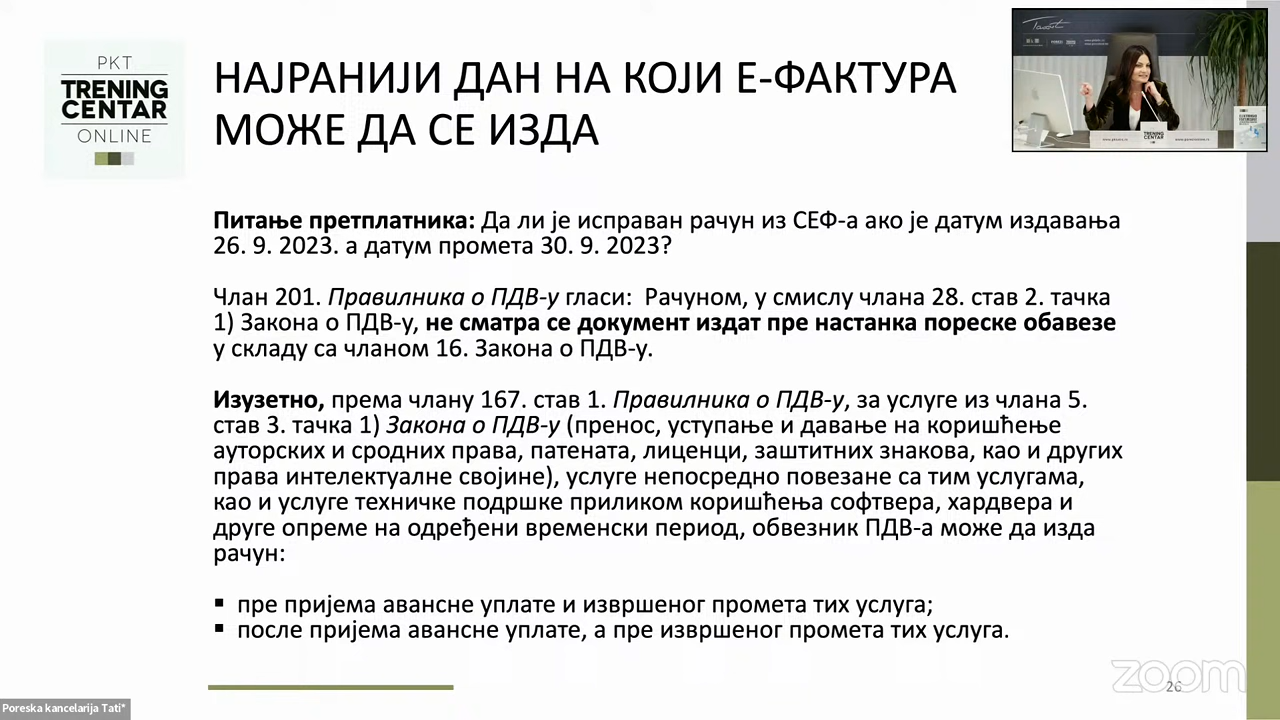 PKT
TRENING
CENTAR
ONLINE
НАЈРАНИЈИ ДАН НА КОЈИ Е-ФАКТУРА
МОЖЕ ДА СЕ ИЗДА
Питање претплатника: Да ли је исправан рачун из СЕФ-а ако је датум издавања
26. 9. 2023. а датум промета 30. 9. 2023?
Члан 201. Правилника о ПДВ-у гласи: Рачуном, у смислу члана 28. став 2. тачка
1) Закона о ПДВ-у, не сматра се документ издат пре настанка пореске обавезе
у складу са чланом 16. Закона о ПДВ-у.
Изузетно, према члану 167. став 1. Правилника о ПДВ-у, за услуге из члана 5.
став 3. тачка 1) Закона о ПДВ-у (пренос, уступање и давање на коришћење
ауторских и сродних права, патената, лиценци, заштитних знакова, као и других
права интелектуалне својине), услуге непосредно повезане са тим услугама,
као и услуге техничке подршке приликом коришћења софтвера, хардвера и
друге опреме на одређени временски период, обвезник ПДВ-а може да изда
рачун:
▪ пре пријема авансне уплате и извршеног промета тих услуга;
▪ после пријема авансне уплате, а пре извршеног промета тих услуга.
TRENING
CENTAR
zoom
26
Poreska kancelarija Tati*